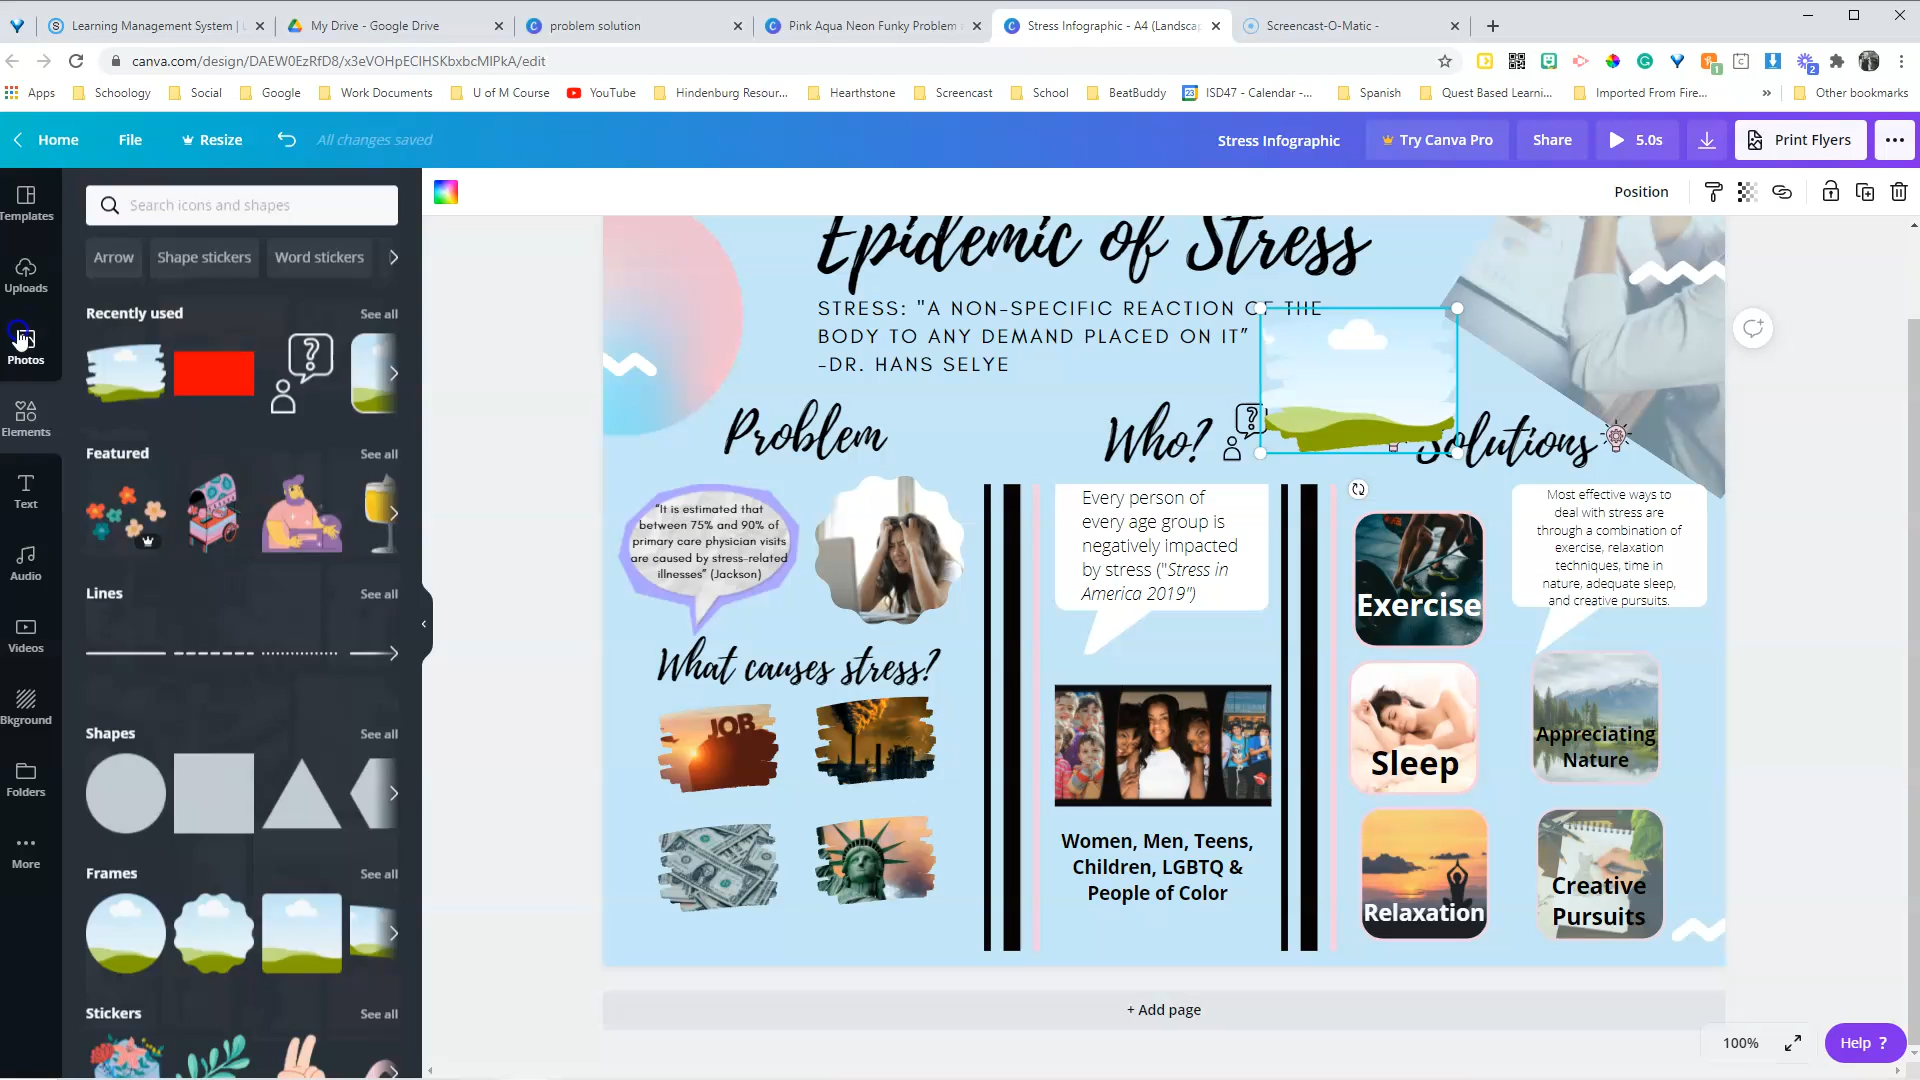 Learning Management System |
My Drive - Google Drive
problem solution
Pink Aqua Neon Funky Problem
Stress Infographic - A4 (Landscap
Screencast-O-Matic -
canva.com/design/DAEW0EzRfD8/x3eVOHpECIHSKbxbcMIPkA/edit
Apps
Schoology
Social
Google
Work Documents
U of M Course
YouTube
Hindenburg Resour...
Hearthstone
Screencast
School
BeatBuddy
ISD47 - Calendar -...
Spanish
Quest Based Learni...
Imported From Fire...
Other bookmarks
Home
File
Resize
All changes saved
Stress Infographic
Try Canva Pro
Share
5.0s
Print Flyers
Templates
Uploads
Photos
Elements
Text
Audio
Videos
Bkground
Folders
More
Search icons and shapes
Arrow
Shape stickers
Word stickers
Recently used
See all
Featured
See all
Lines
See all
Shapes
See all
Frames
See all
Stickers
See all
Position
Epidemic of Stress
STRESS: "A NON-SPECIFIC REACTION OF THE
BODY TO ANY DEMAND PLACED ON IT"
-DR. HANS SELYE
Problem
"It is estimated that
between 75% and 90% of
primary care physician visits
are caused by stress-related
illnesses" (Jackson)
What causes stress?
JOB
Who?
Every person of
every age group is
negatively impacted
by stress ("Stress in
America 2019")
Women, Men, Teens,
Children, LGBTQ &
People of Color
Solutions
Most effective ways to
deal with stress are
through a combination of
exercise, relaxation
techniques, time in
nature, adequate sleep,
and creative pursuits.
Exercise
Sleep
Appreciating
Nature
Relaxation
Creative
Pursuits
+ Add page
100%
Help ?